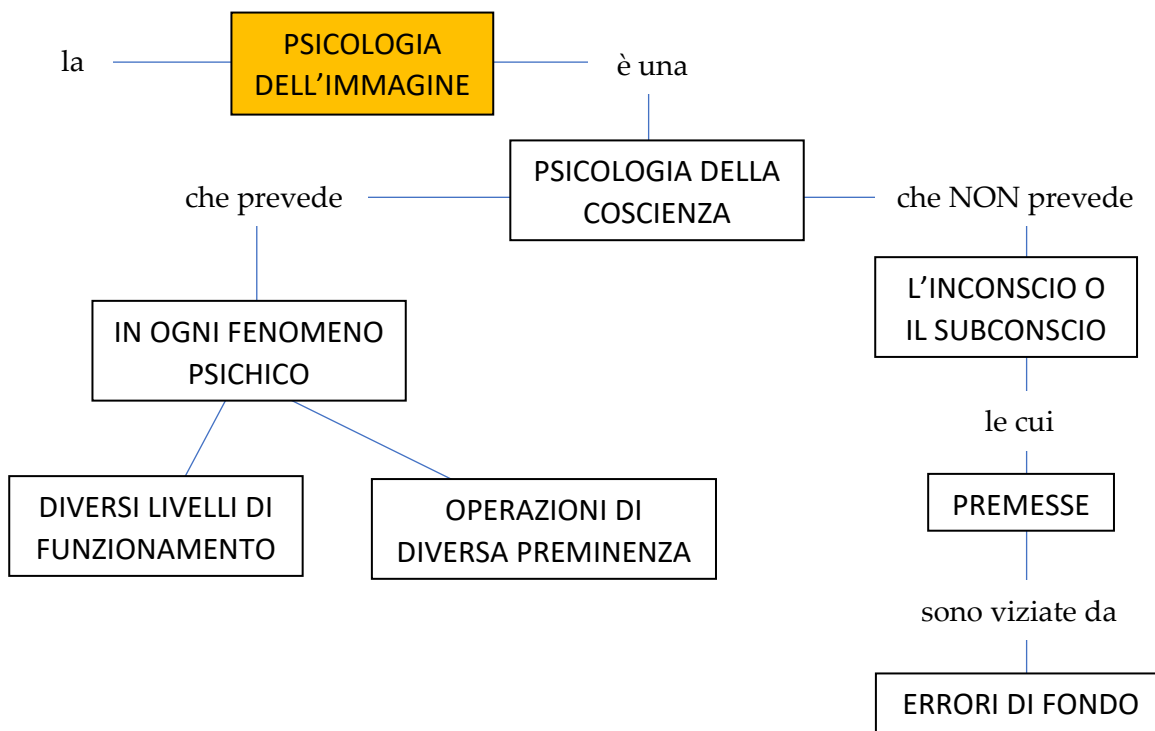 la
PSICOLOGIA
DELL’IMMAGINE
è una
PSICOLOGIA DELLA
COSCIENZA
che prevede
che NON prevede
IN OGNI FENOMENO
PSICHICO
L’INCONSCIO O
IL SUBCONSCIO
DIVERSI LIVELLI DI
FUNZIONAMENTO
OPERAZIONI DI
DIVERSA PREMINENZA
le cui
PREMESSE
sono viziate da
ERRORI DI FONDO